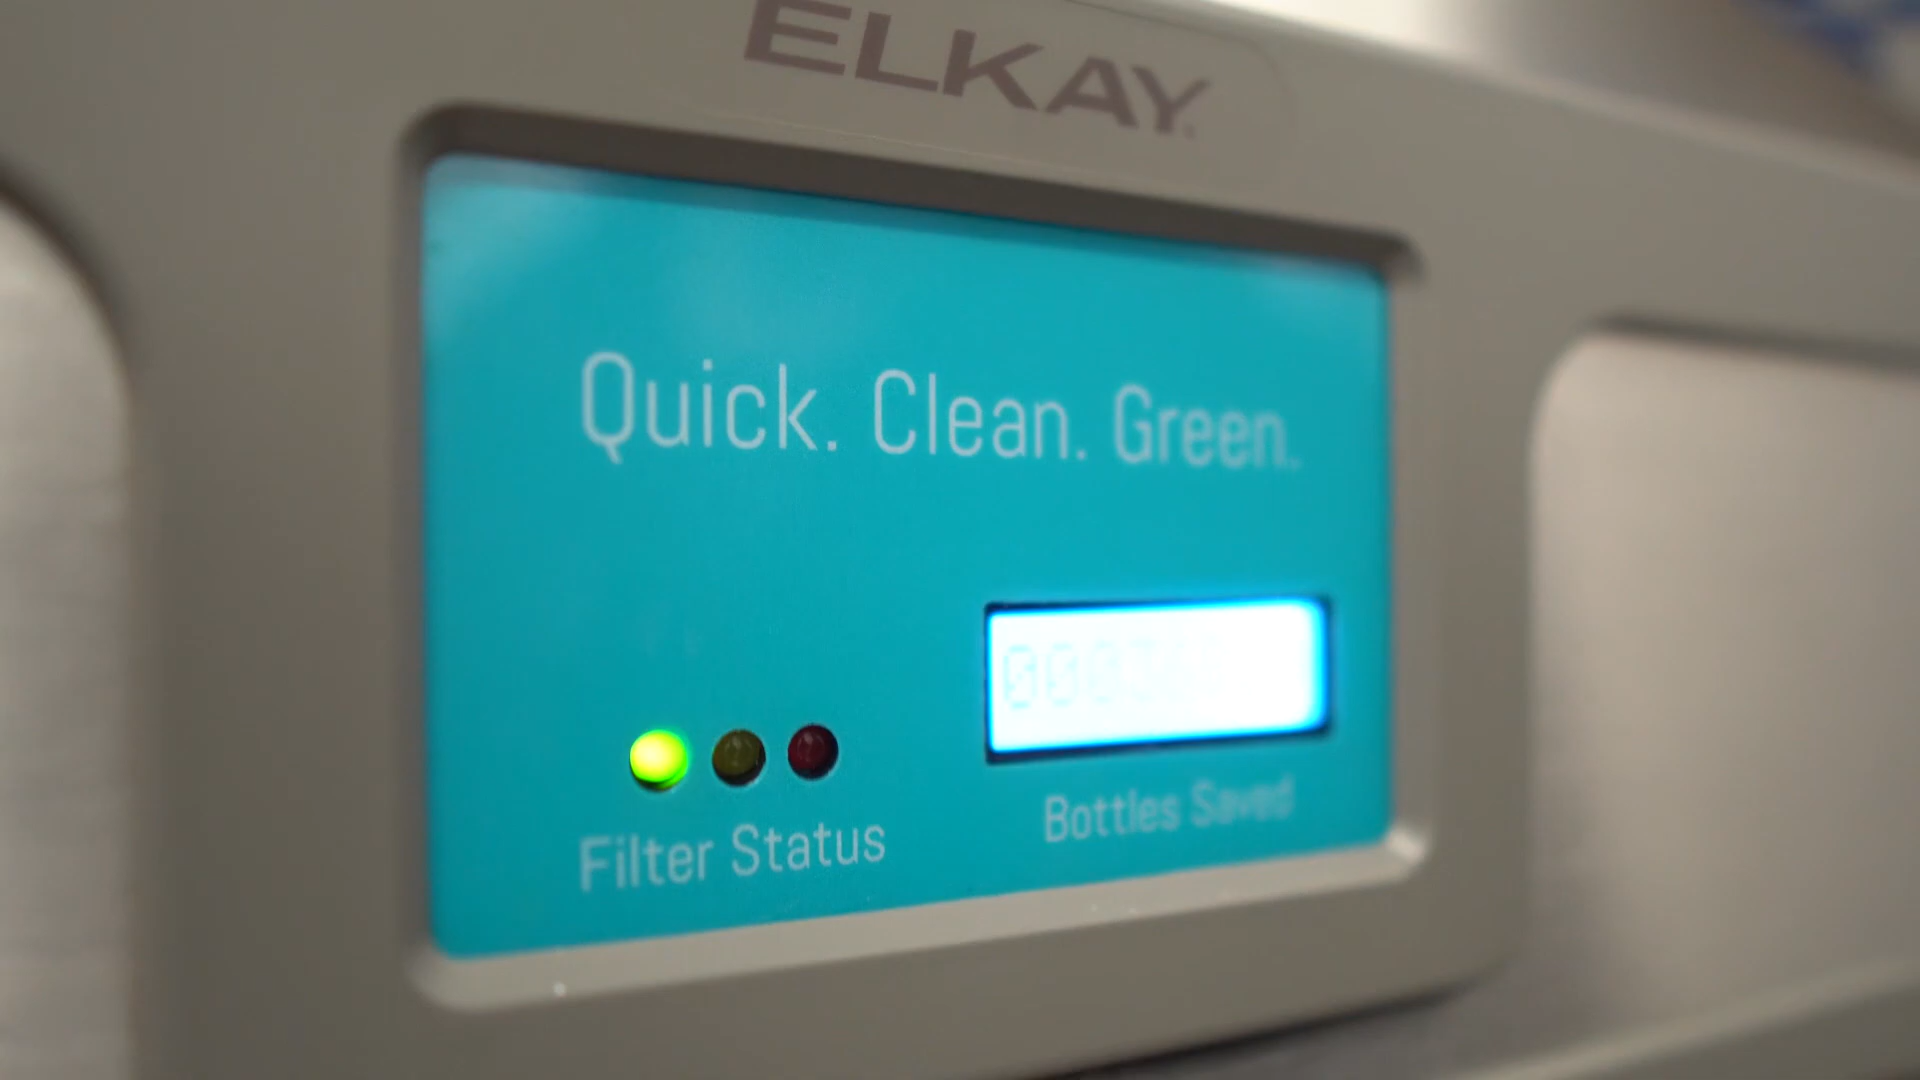 ELKAY
Quick. Clean. Green.
Filter Status
Bottles Saved